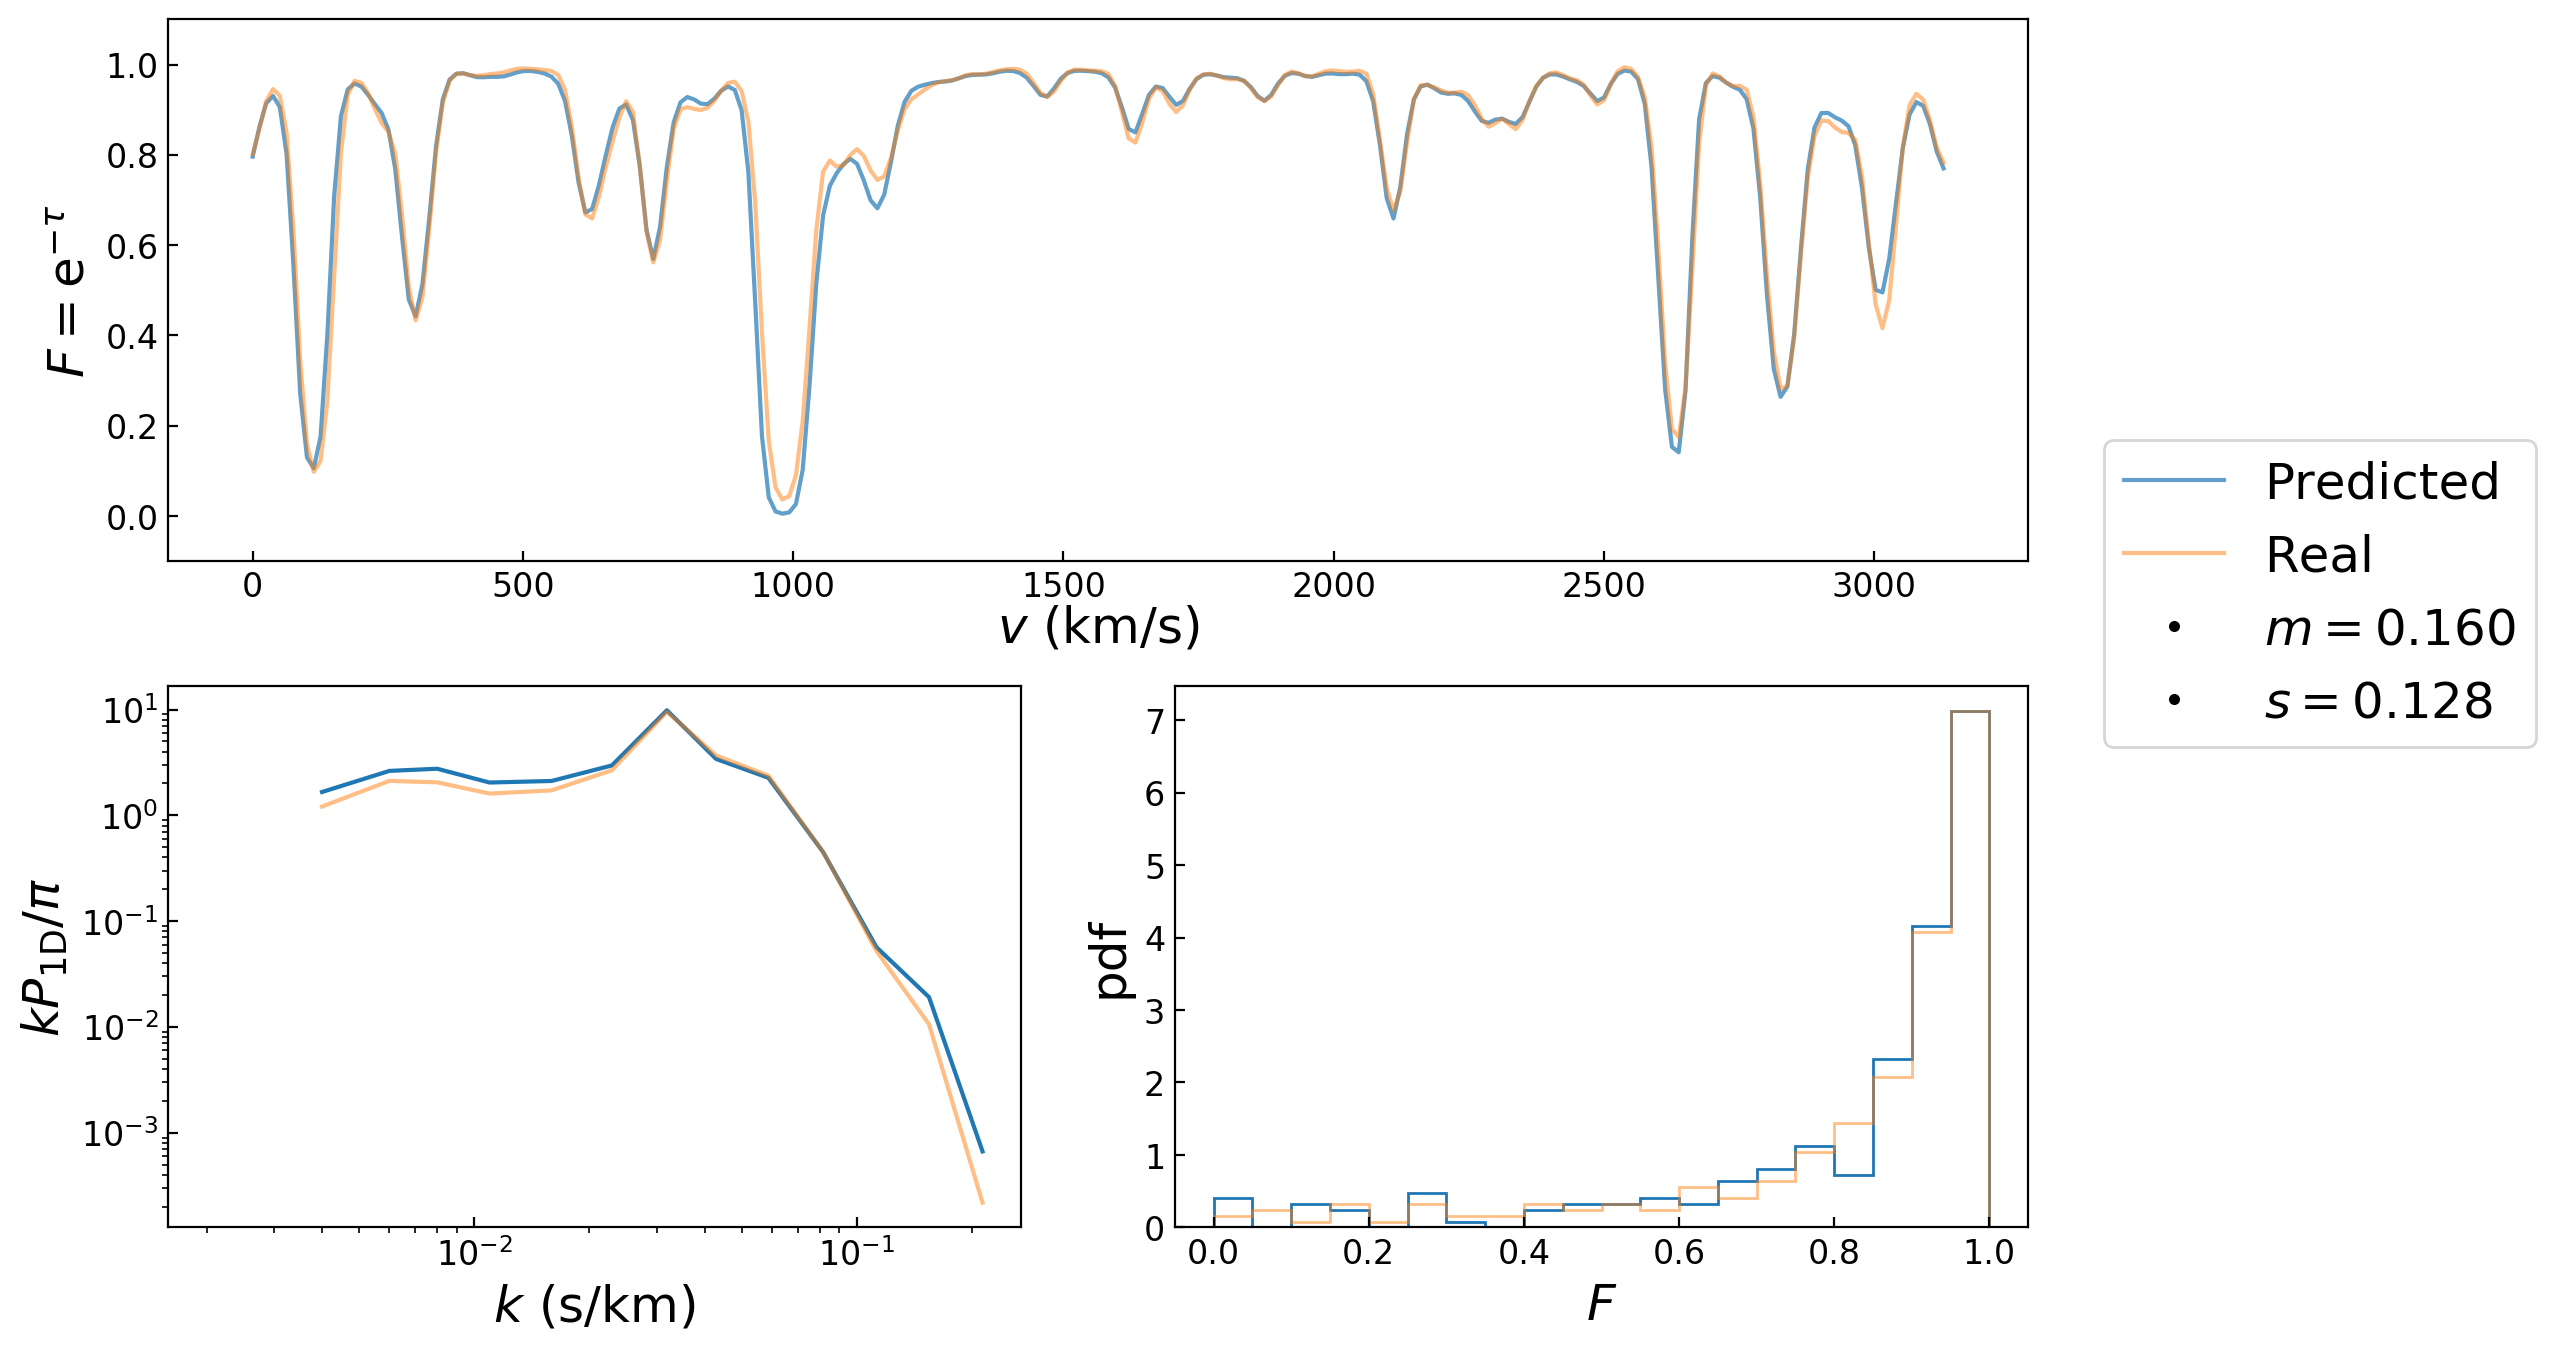 F = e^{-τ}
1.0
0.8
0.6
0.4
0.2
0.0
0 500 1000 1500 2000 2500 3000
v (km/s)
Predicted
Real
m = 0.160
s = 0.128
kP_{1D}/π
10^1
10^0
10^{-1}
10^{-2}
10^{-3}
10^{-2} 10^{-1}
k (s/km)
pdf
7
6
5
4
3
2
1
0
0.0 0.2 0.4 0.6 0.8 1.0
F